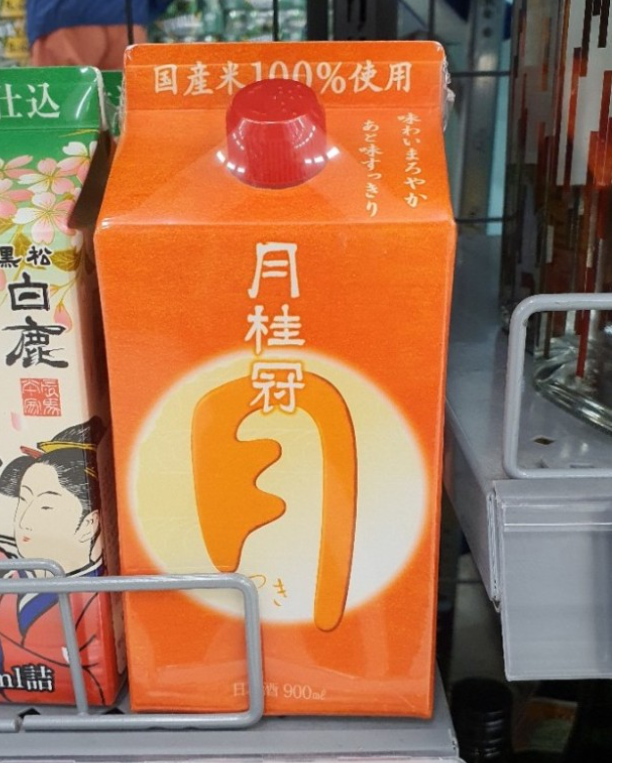 国産米100%使用
味わいまろやか
あと味すっきり
月桂冠
月
つき
日本酒 900ml
仕込
黒松
白鹿
ml詰